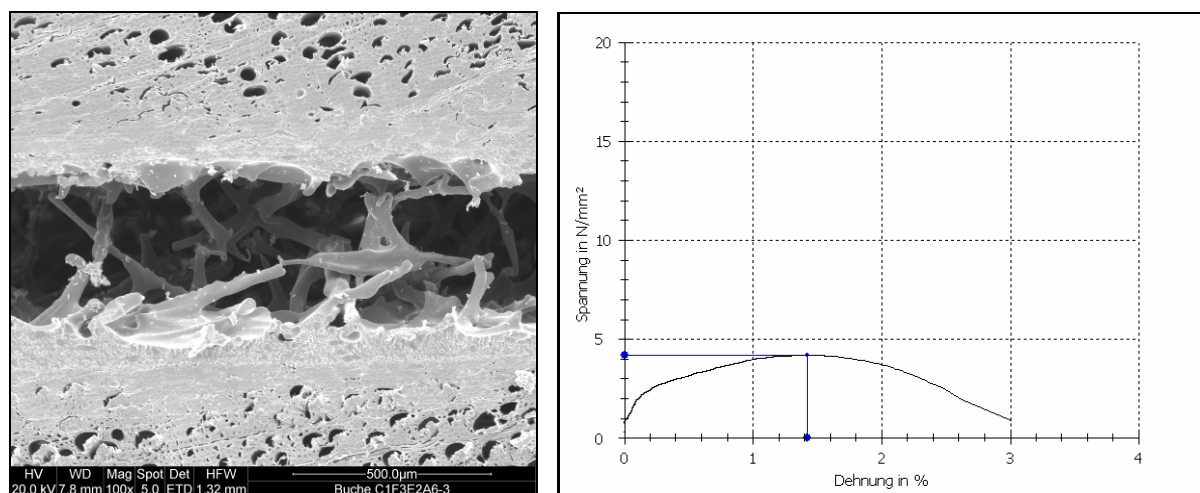 HV WD Mag Spot Det HFW 500.0µm
20.0 kV 7.8 mm 100x 5.0 ETD 1.32 mm Buche C1F3E2A6-3
20
15
10
5
0
Spannung in N/mm²
0 1 2 3 4
Dehnung in %